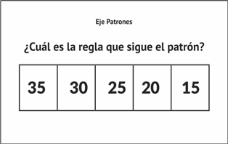 Eje Patrones
¿Cuál es la regla que sigue el patrón?
35 30 25 20 15